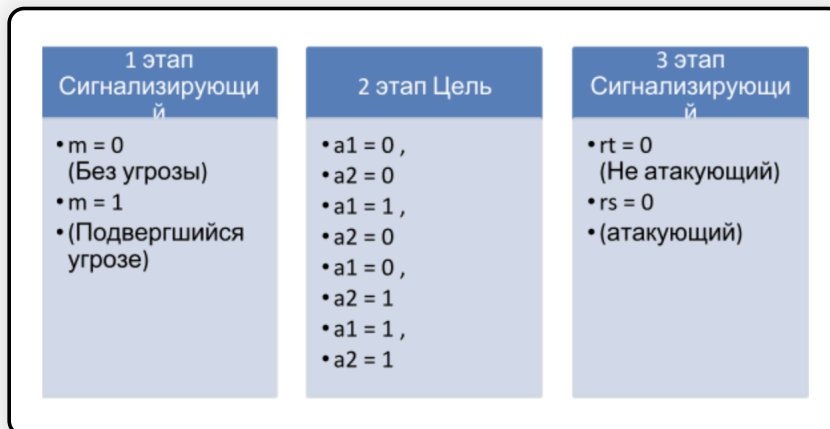 1 этап
Сигнализирующи
й
• m = 0
(Без угрозы)
• m = 1
• (Подвергшийся
угрозе)
2 этап Цель
• a1 = 0 ,
• a2 = 0
• a1 = 1 ,
• a2 = 0
• a1 = 0 ,
• a2 = 1
• a1 = 1 ,
• a2 = 1
3 этап
Сигнализирующи
й
• rt = 0
(Не атакующий)
• rs = 0
• (атакующий)